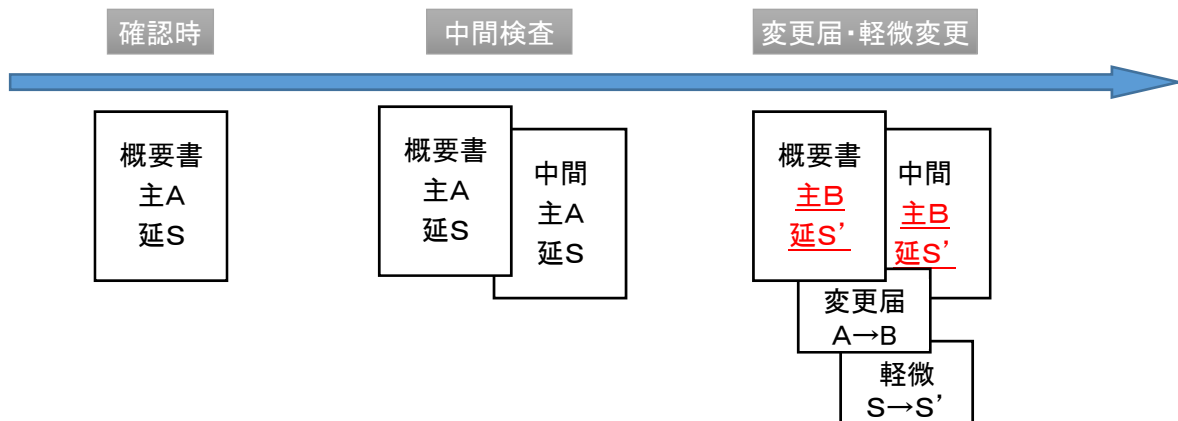 確認時
中間検査
変更届・軽微変更
概要書
主A
延S
概要書
主A
延S
中間
主A
延S
概要書
主B
延S’
中間
主B
延S’
変更届
A→B
軽微
S→S’